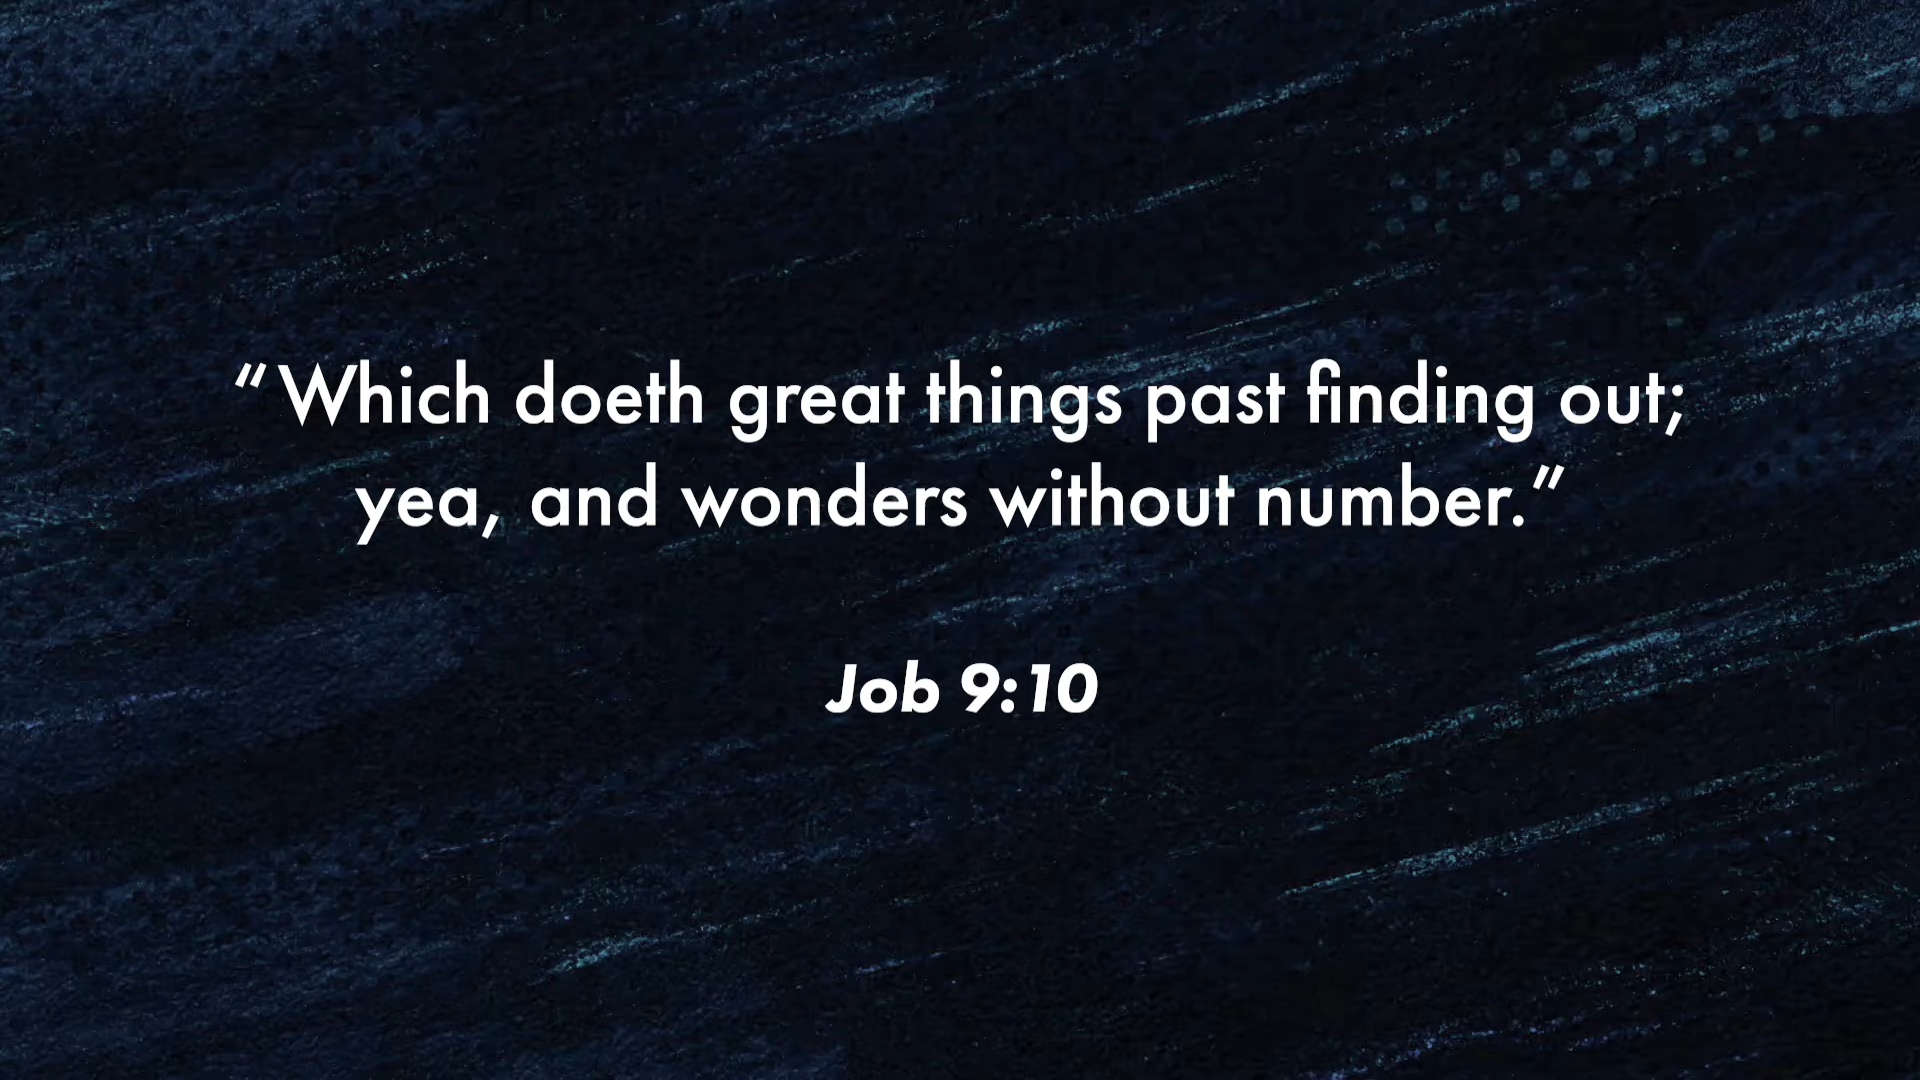 “Which doeth great things past finding out;
yea, and wonders without number.”
Job 9:10